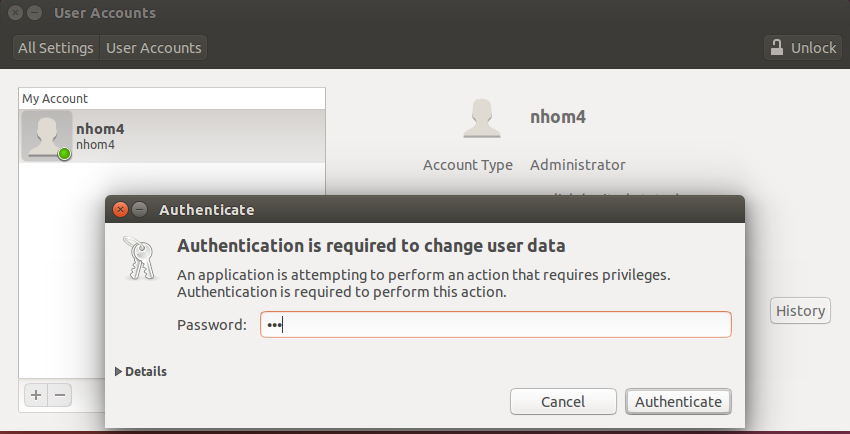 User Accounts
All Settings User Accounts Unlock
My Account
nhom4
nhom4
nhom4
Account Type Administrator
Authenticate
Authentication is required to change user data
An application is attempting to perform an action that requires privileges.
Authentication is required to perform this action.
Password: •••
History
Details
Cancel Authenticate